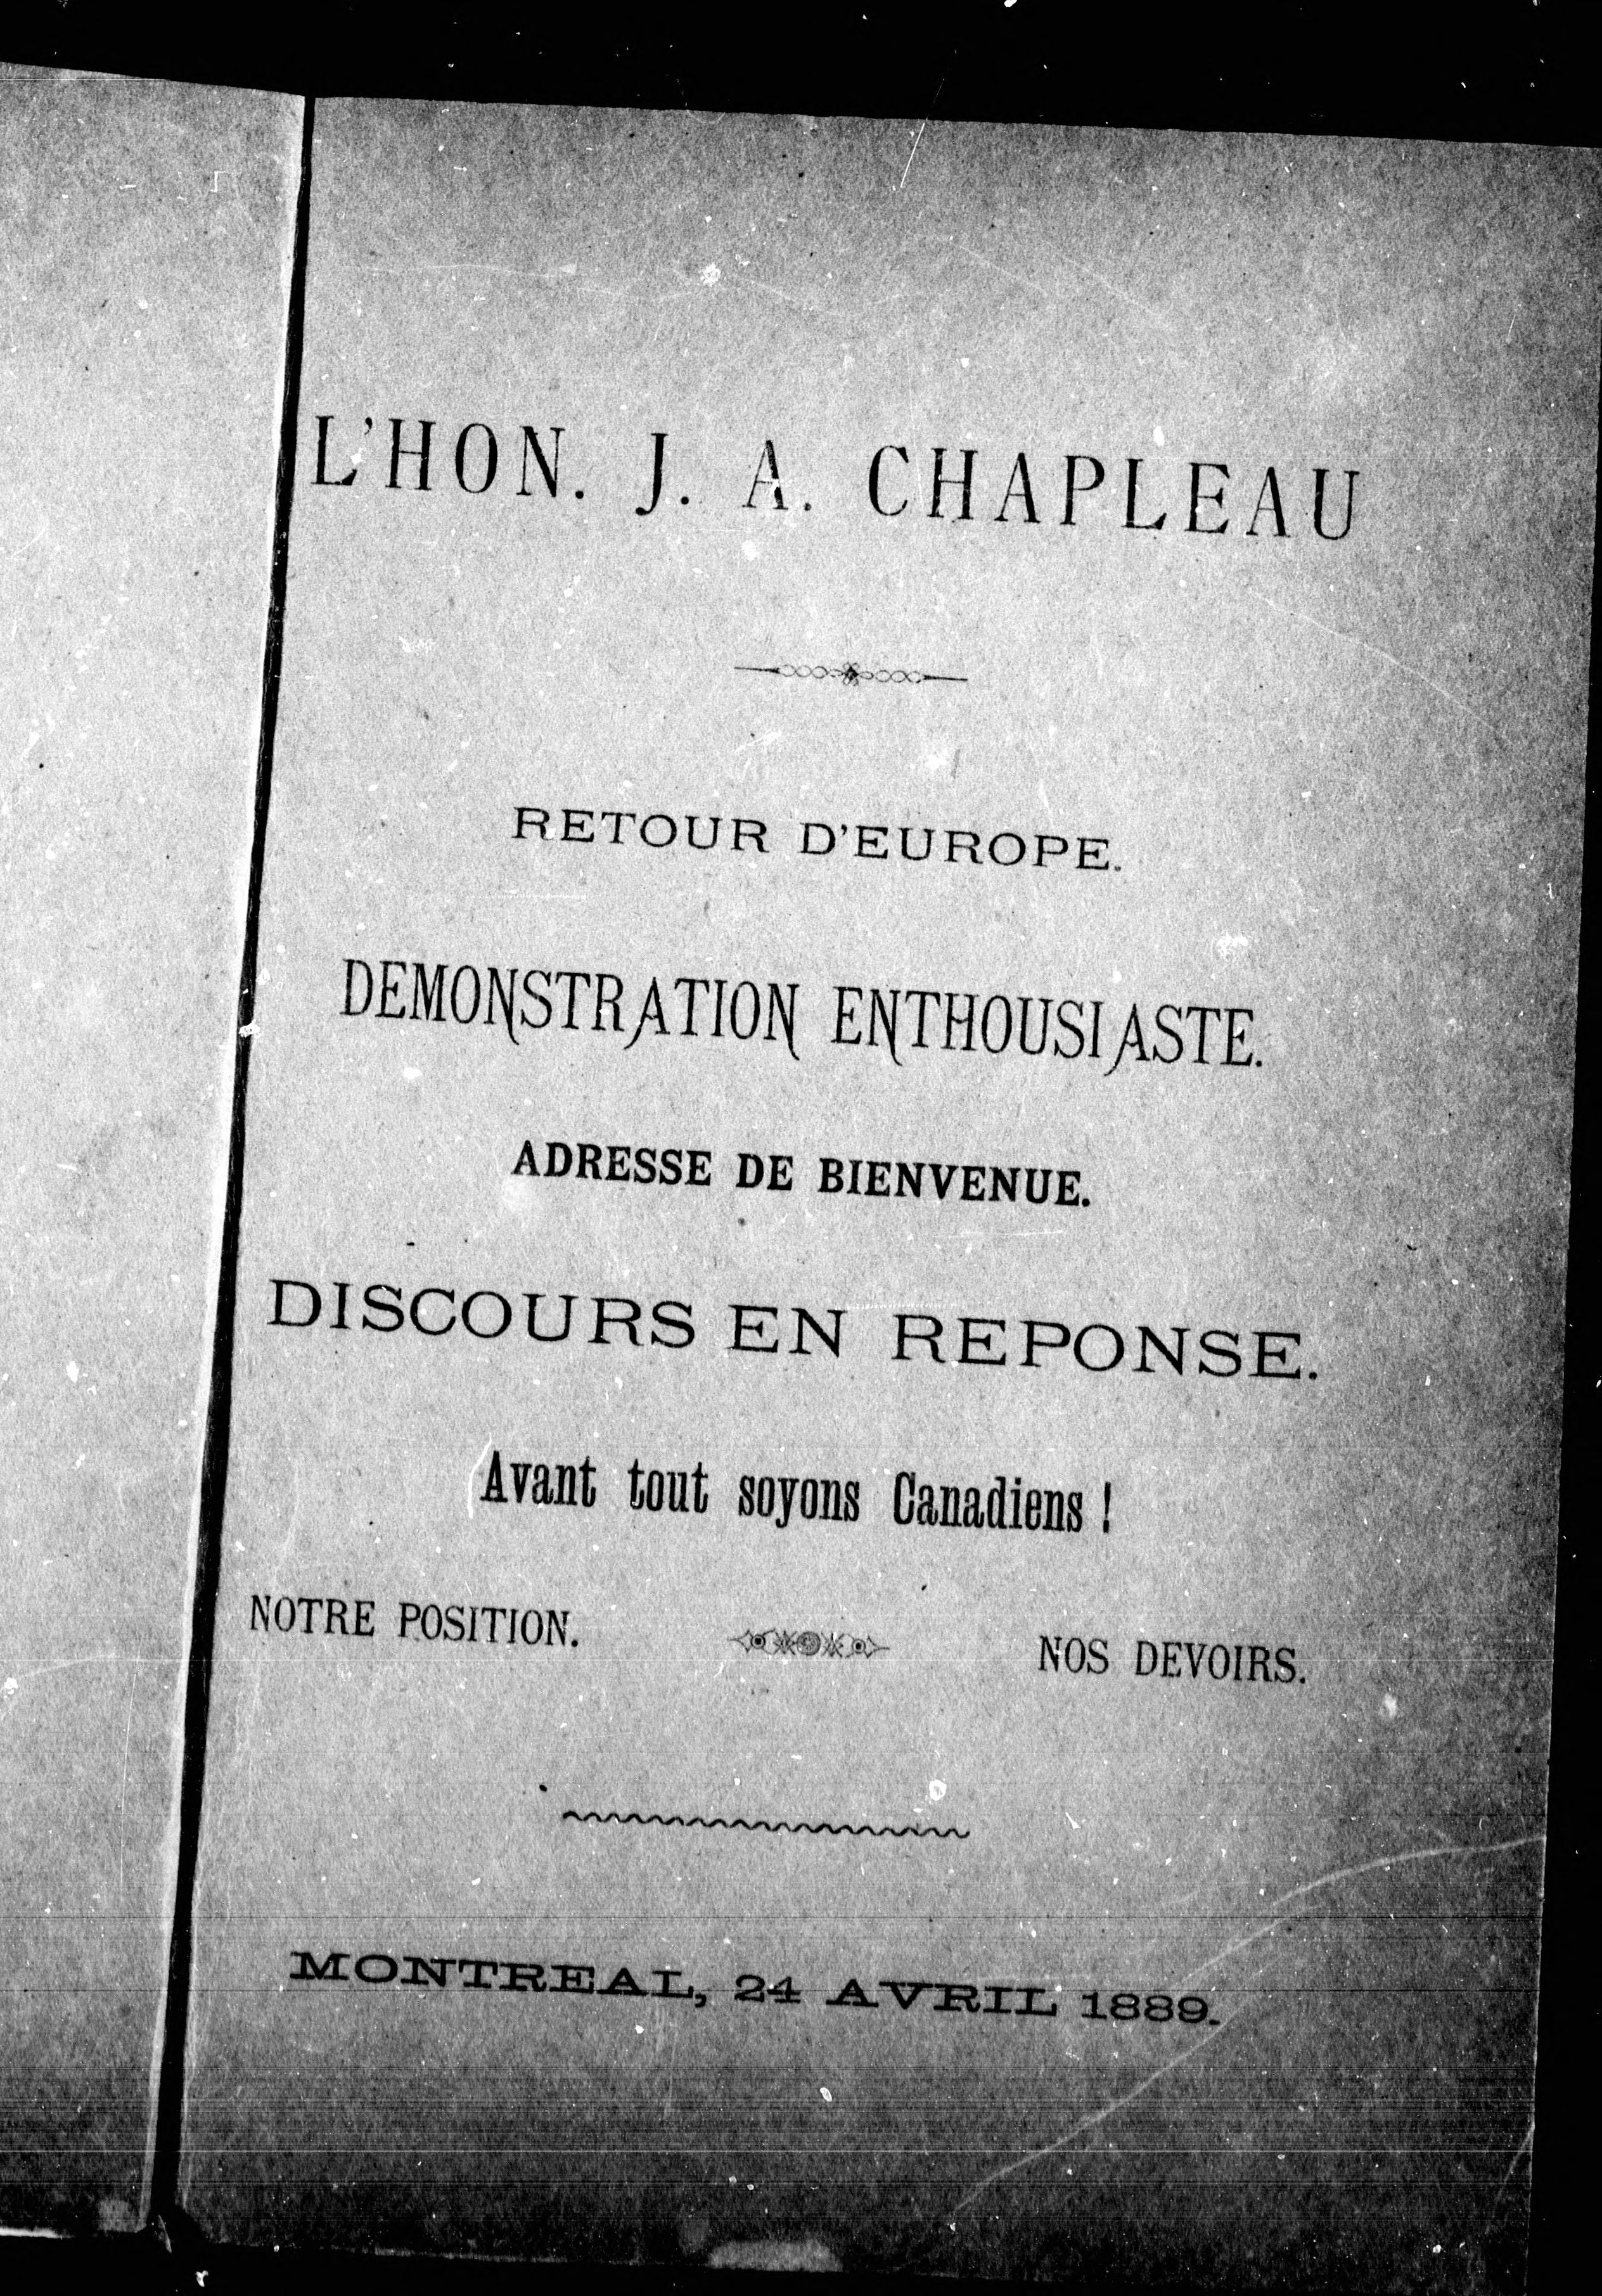 L'HON. J. A. CHAPLEAU
RETOUR D'EUROPE.
DEMONSTRATION ENTHOUSIASTE.
ADRESSE DE BIENVENUE.
DISCOURS EN REPONSE.
Avant tout soyons Canadiens !
NOTRE POSITION. NOS DEVOIRS.
MONTREAL, 24 AVRIL 1889.